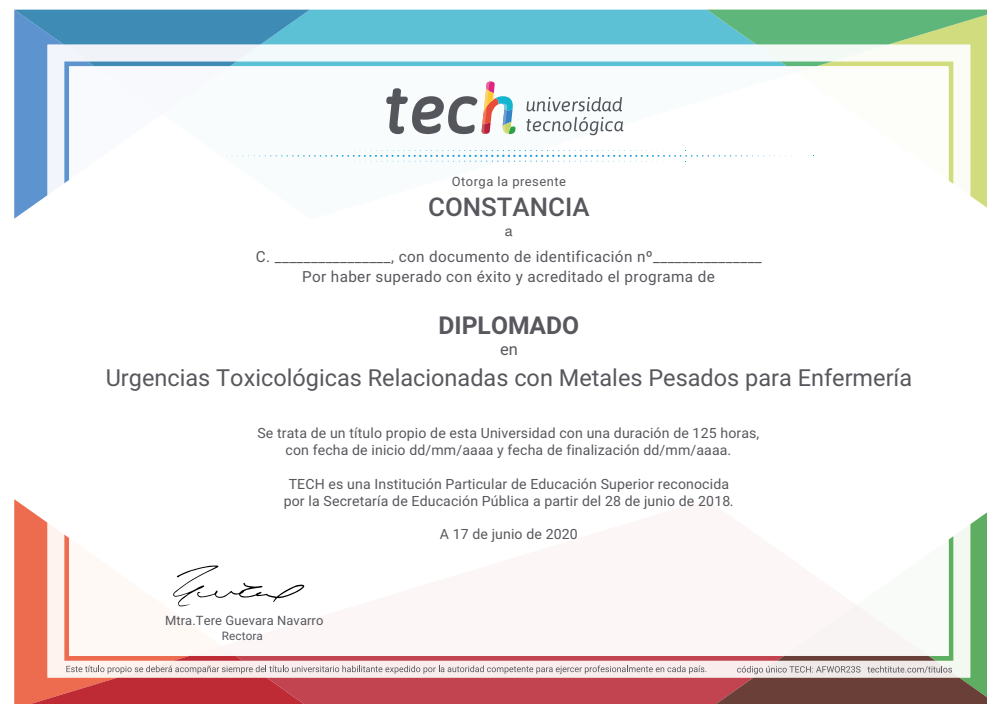 tech universidad
tecnológica
Otorga la presente
CONSTANCIA
a
C. ________________, con documento de identificación nº_______________
Por haber superado con éxito y acreditado el programa de
DIPLOMADO
en
Urgencias Toxicológicas Relacionadas con Metales Pesados para Enfermería
Se trata de un título propio de esta Universidad con una duración de 125 horas,
con fecha de inicio dd/mm/aaaa y fecha de finalización dd/mm/aaaa.
TECH es una Institución Particular de Educación Superior reconocida
por la Secretaría de Educación Pública a partir del 28 de junio de 2018.
A 17 de junio de 2020
Mtra.Tere Guevara Navarro
Rectora
Este título propio se deberá acompañar siempre del título universitario habilitante expedido por la autoridad competente para ejercer profesionalmente en cada país. código único TECH: AFWOR23S techtitute.com/titulos